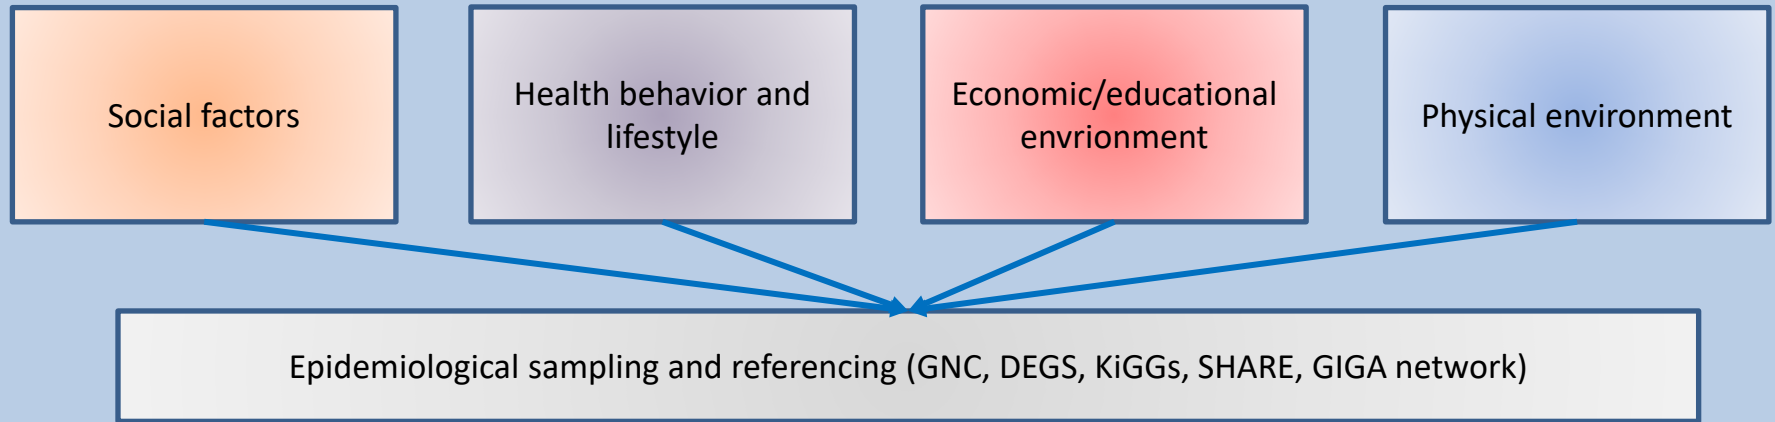 Social factors
Health behavior and
lifestyle
Economic/educational
envrionment
Physical environment
Epidemiological sampling and referencing (GNC, DEGS, KiGGs, SHARE, GIGA network)